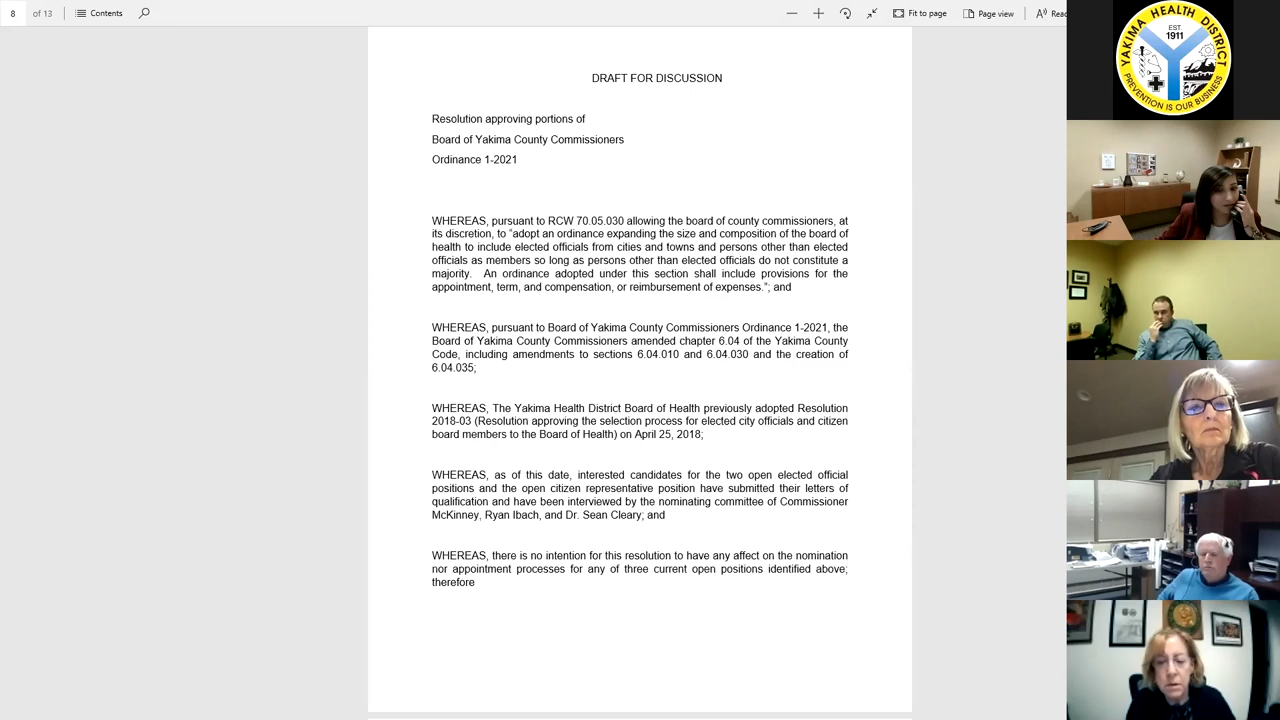 8 of 13
Contents
Fit to page
Page view
Read
DRAFT FOR DISCUSSION
Resolution approving portions of
Board of Yakima County Commissioners
Ordinance 1-2021
WHEREAS, pursuant to RCW 70.05.030 allowing the board of county commissioners, at
its discretion, to “adopt an ordinance expanding the size and composition of the board of
health to include elected officials from cities and towns and persons other than elected
officials as members so long as persons other than elected officials do not constitute a
majority. An ordinance adopted under this section shall include provisions for the
appointment, term, and compensation, or reimbursement of expenses.”; and
WHEREAS, pursuant to Board of Yakima County Commissioners Ordinance 1-2021, the
Board of Yakima County Commissioners amended chapter 6.04 of the Yakima County
Code, including amendments to sections 6.04.010 and 6.04.030 and the creation of
6.04.035;
WHEREAS, The Yakima Health District Board of Health previously adopted Resolution
2018-03 (Resolution approving the selection process for elected city officials and citizen
board members to the Board of Health) on April 25, 2018;
WHEREAS, as of this date, interested candidates for the two open elected official
positions and the open citizen representative position have submitted their letters of
qualification and have been interviewed by the nominating committee of Commissioner
McKinney, Ryan Ibach, and Dr. Sean Cleary; and
WHEREAS, there is no intention for this resolution to have any affect on the nomination
nor appointment processes for any of three current open positions identified above;
therefore
YAKIMA HEALTH DISTRICT
EST.
1911
PREVENTION IS OUR BUSINESS